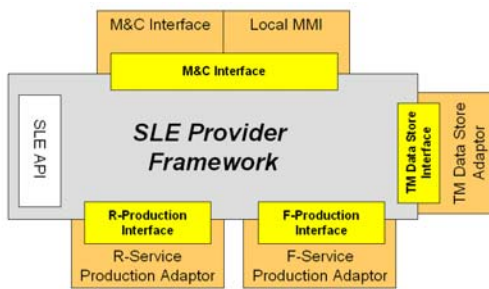 M&C Interface
Local MMI
M&C Interface
SLE API
SLE Provider
Framework
TM Data Store
Interface
TM Data Store
Adaptor
R-Production
Interface
F-Production
Interface
R-Service
Production Adaptor
F-Service
Production Adaptor